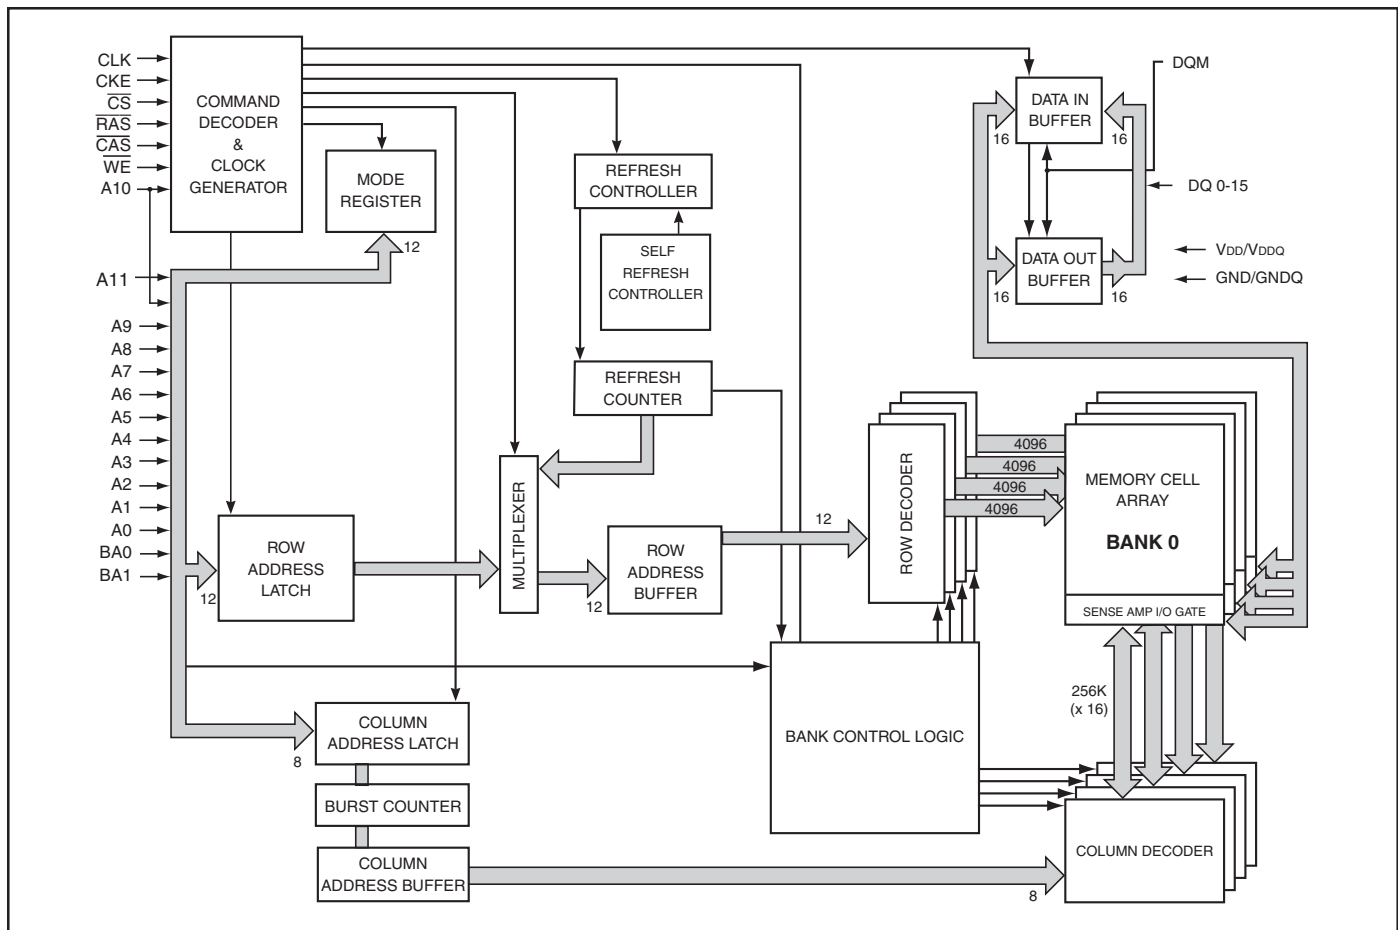 CLK
CKE
CS
RAS
CAS
WE
A10
A11
A9
A8
A7
A6
A5
A4
A3
A2
A1
A0
BA0
BA1
COMMAND
DECODER
&
CLOCK
GENERATOR
MODE
REGISTER
12
REFRESH
CONTROLLER
SELF
REFRESH
CONTROLLER
REFRESH
COUNTER
DATA IN
BUFFER
16
16
DQM
DQ 0-15
VDD/VDDQ
GND/GNDQ
DATA OUT
BUFFER
16
16
ROW
ADDRESS
LATCH
12
MULTIPLEXER
ROW
ADDRESS
BUFFER
12
12
ROW DECODER
4096
4096
4096
4096
MEMORY CELL
ARRAY
BANK 0
SENSE AMP I/O GATE
256K
(x 16)
BANK CONTROL LOGIC
COLUMN
ADDRESS LATCH
8
BURST COUNTER
COLUMN
ADDRESS BUFFER
8
COLUMN DECODER